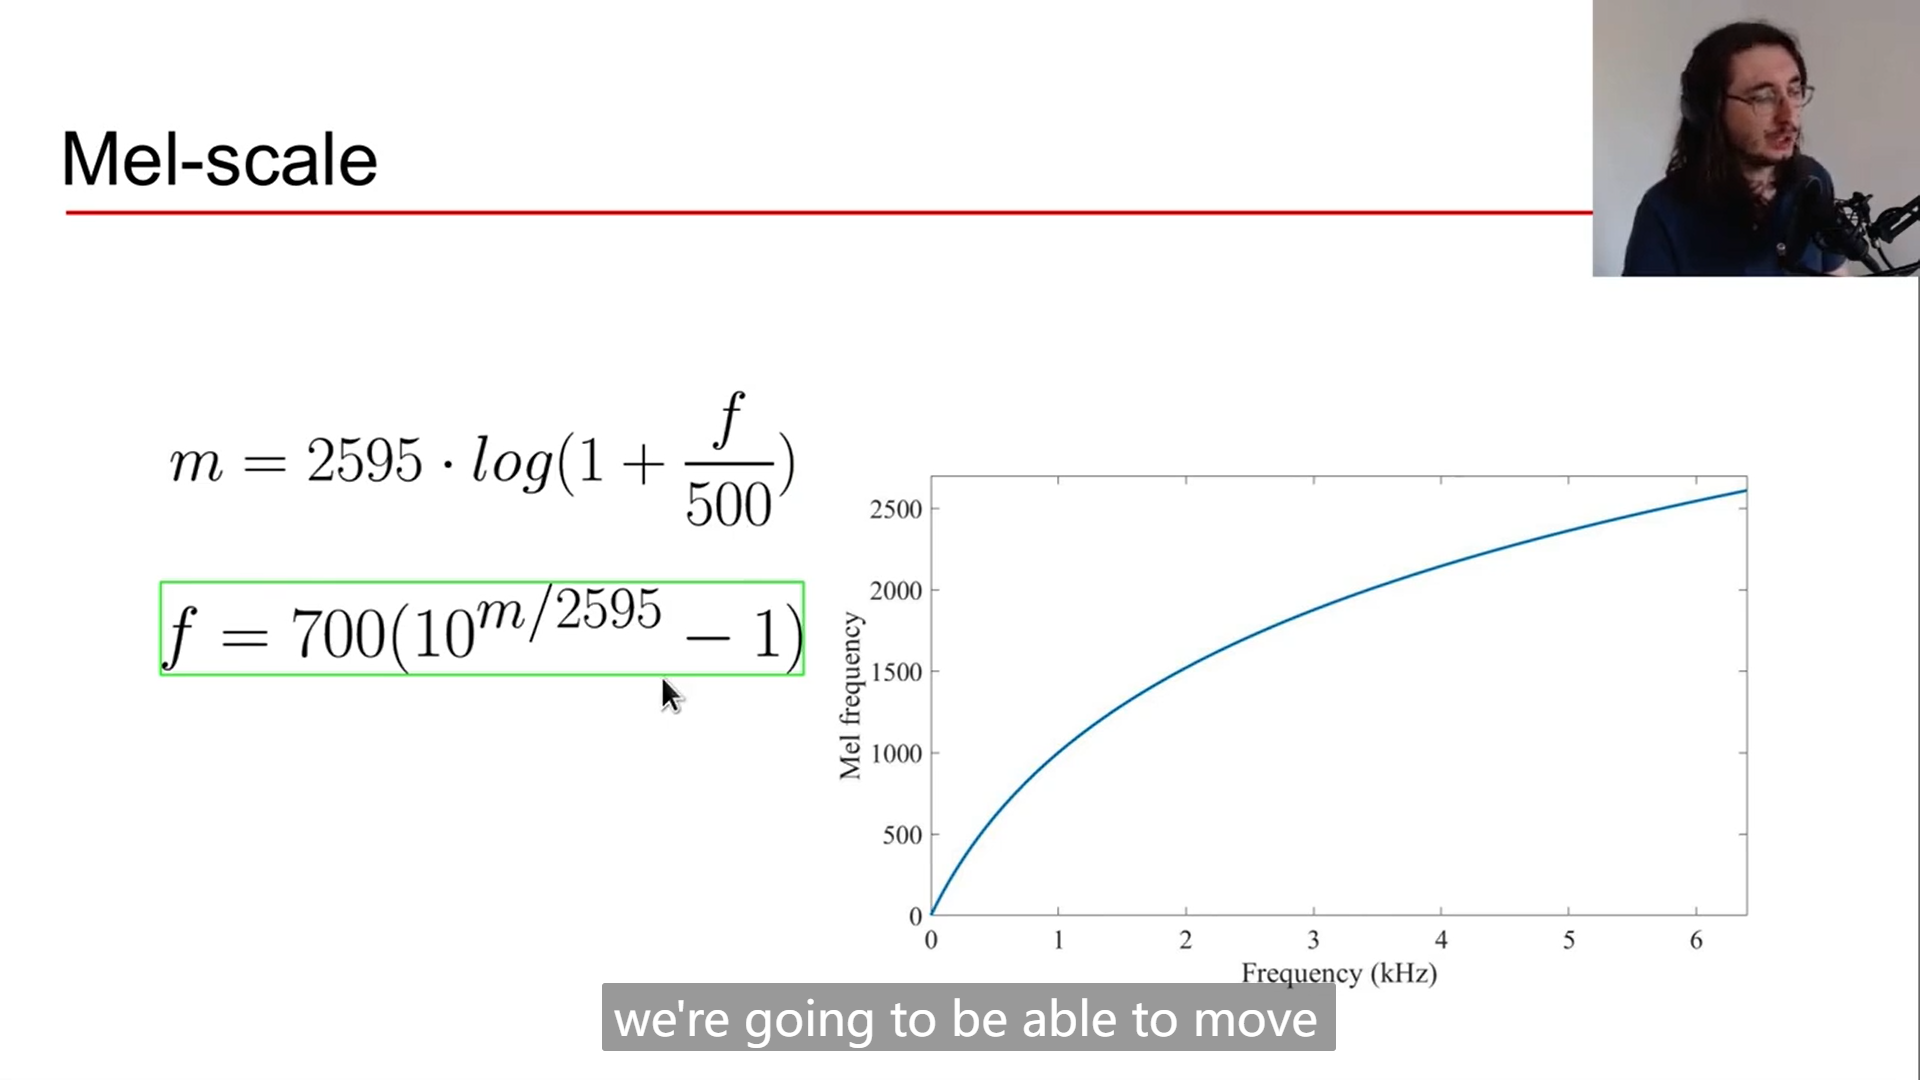 Mel-scale
m = 2595 · log(1 + f/500)
f = 700(10^{m/2595} − 1)
2500
2000
1500
1000
500
0
Mel frequency
0 1 2 3 4 5 6
Frequency (kHz)
we're going to be able to move